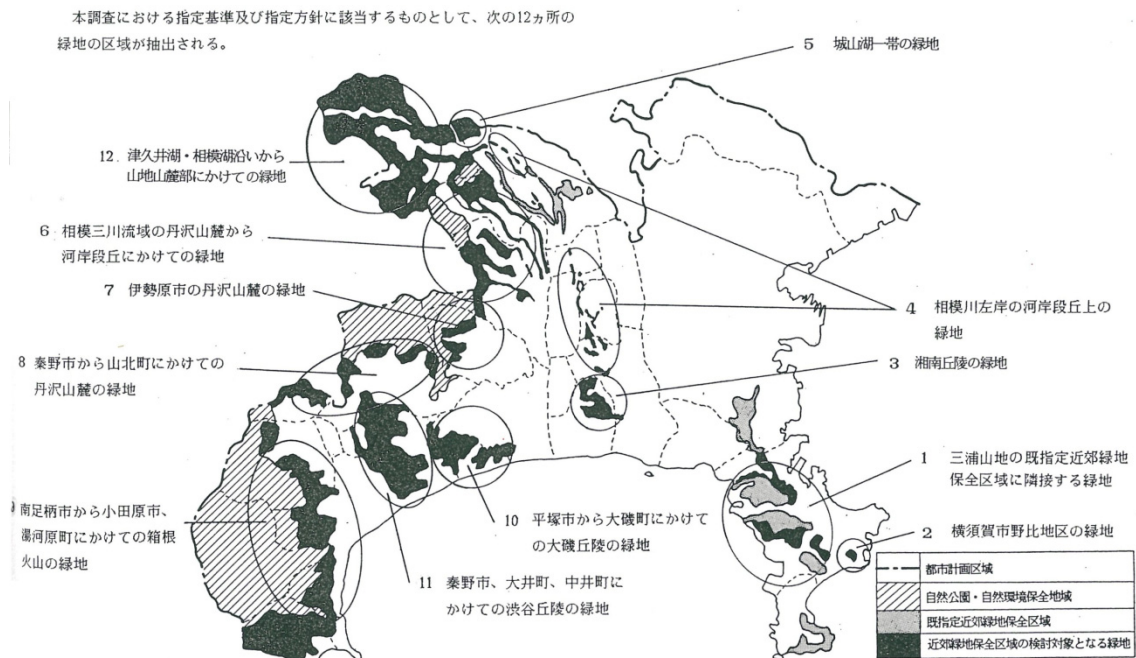 本調査における指定基準及び指定方針に該当するものとして、次の12ヵ所の
緑地の区域が抽出される。
5 城山湖一帯の緑地
12. 津久井湖・相模湖沿いから
山地山麓部にかけての緑地
6 相模三川流域の丹沢山麓から
河岸段丘にかけての緑地
7 伊勢原市の丹沢山麓の緑地
4 相模川左岸の河岸段丘上の
緑地
8 秦野市から山北町にかけての
丹沢山麓の緑地
3 湘南丘陵の緑地
1 三浦山地の既指定近郊緑地
保全区域に隣接する緑地
南足柄市から小田原市、
湯河原町にかけての箱根
火山の緑地
10 平塚市から大磯町にかけて
の大磯丘陵の緑地
2 横須賀市野比地区の緑地
11 秦野市、大井町、中井町に
かけての渋谷丘陵の緑地
都市計画区域
自然公園・自然環境保全地域
既指定近郊緑地保全区域
近郊緑地保全区域の検討対象となる緑地